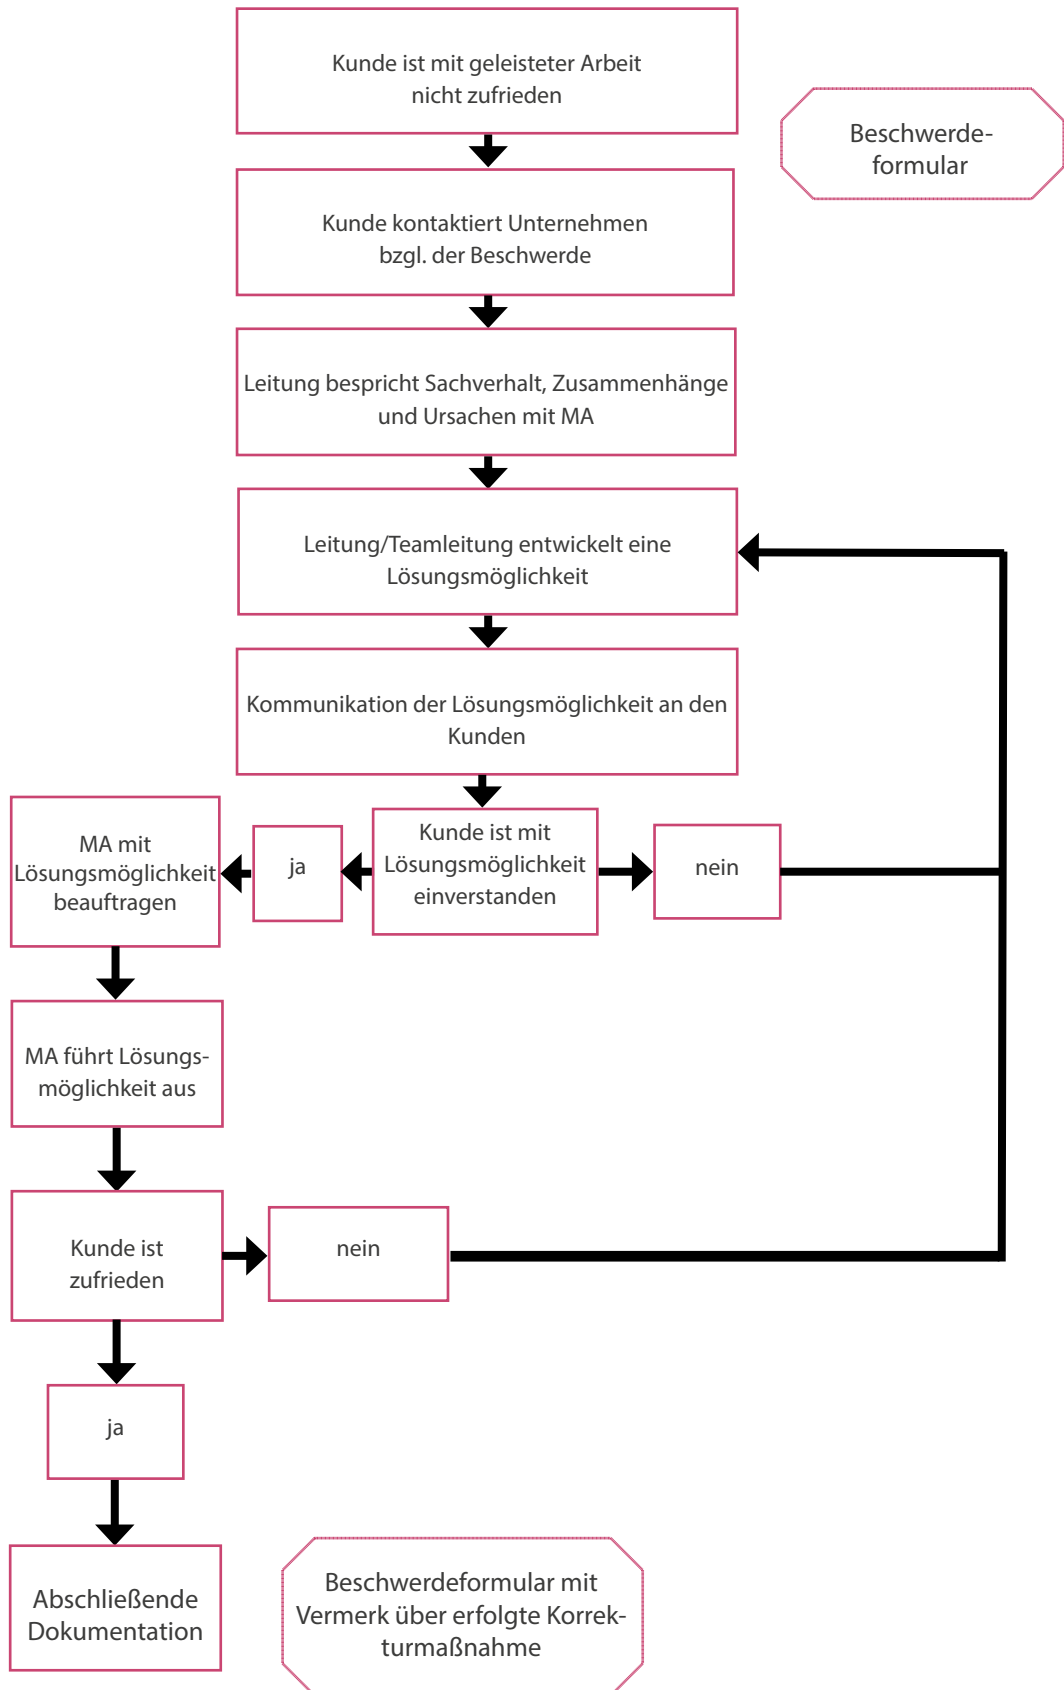 Kunde ist mit geleisteter Arbeit
nicht zufrieden
Beschwerde-
formular
Kunde kontaktiert Unternehmen
bzgl. der Beschwerde
Leitung bespricht Sachverhalt, Zusammenhänge
und Ursachen mit MA
Leitung/Teamleitung entwickelt eine
Lösungsmöglichkeit
Kommunikation der Lösungsmöglichkeit an den
Kunden
MA mit
Lösungsmöglichkeit
beauftragen
ja
Kunde ist mit
Lösungsmöglichkeit
einverstanden
nein
MA führt Lösungs-
möglichkeit aus
Kunde ist
zufrieden
nein
ja
Abschließende
Dokumentation
Beschwerdeformular mit
Vermerk über erfolgte Korrek-
turmaßnahme